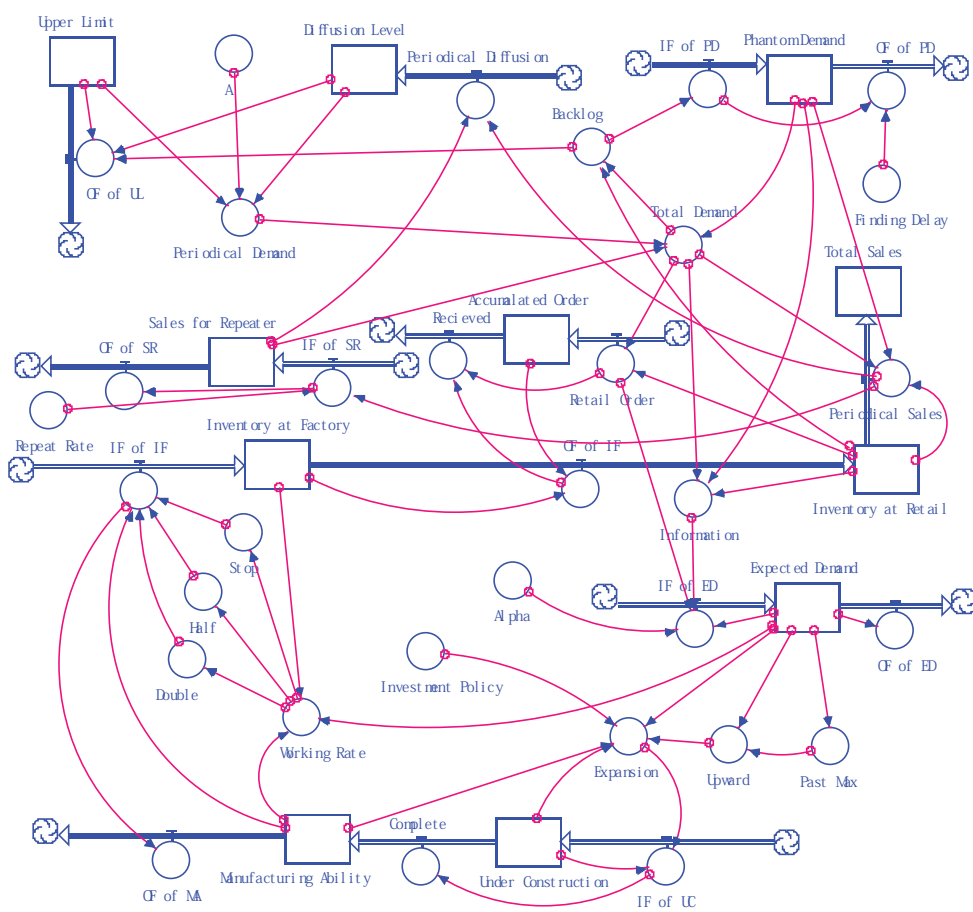 Upper Limit
Diffusion Level
Periodical Diffusion
IF of PD
Phantom Demand
OF of PD
A
Backlog
OF of UL
Periodical Demand
Total Demand
Finding Delay
Total Sales
Accumulated Order
Recieved
Sales for Repeater
OF of SR
IF of SR
Retail Order
Periodical Sales
Repeat Rate
IF of IF
Inventory at Factory
OF of IF
Inventory at Retail
Information
Stop
Expected Demand
IF of ED
Alpha
Half
OF of ED
Double
Investment Policy
Working Rate
Expansion
Upward
Past Max
Complete
Manufacturing Ability
Under Construction
OF of MA
IF of UC